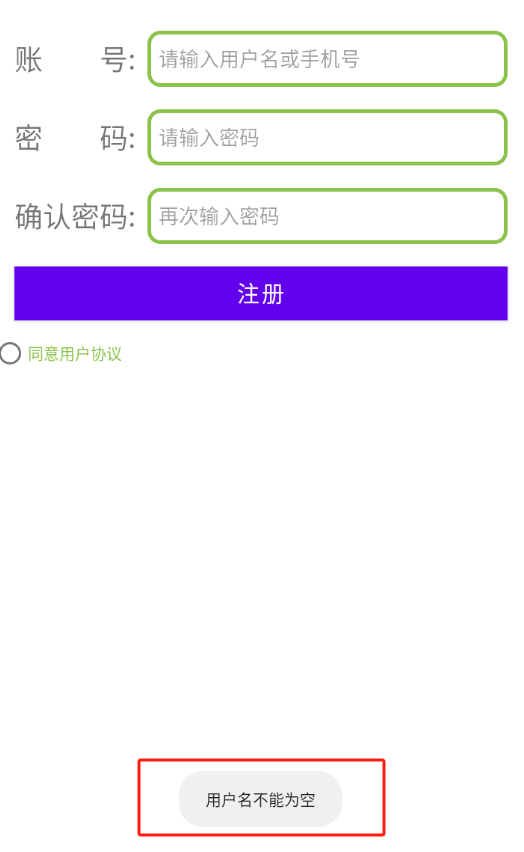 账 号: 请输入用户名或手机号
密 码: 请输入密码
确认密码: 再次输入密码
注册
同意用户协议
用户名不能为空